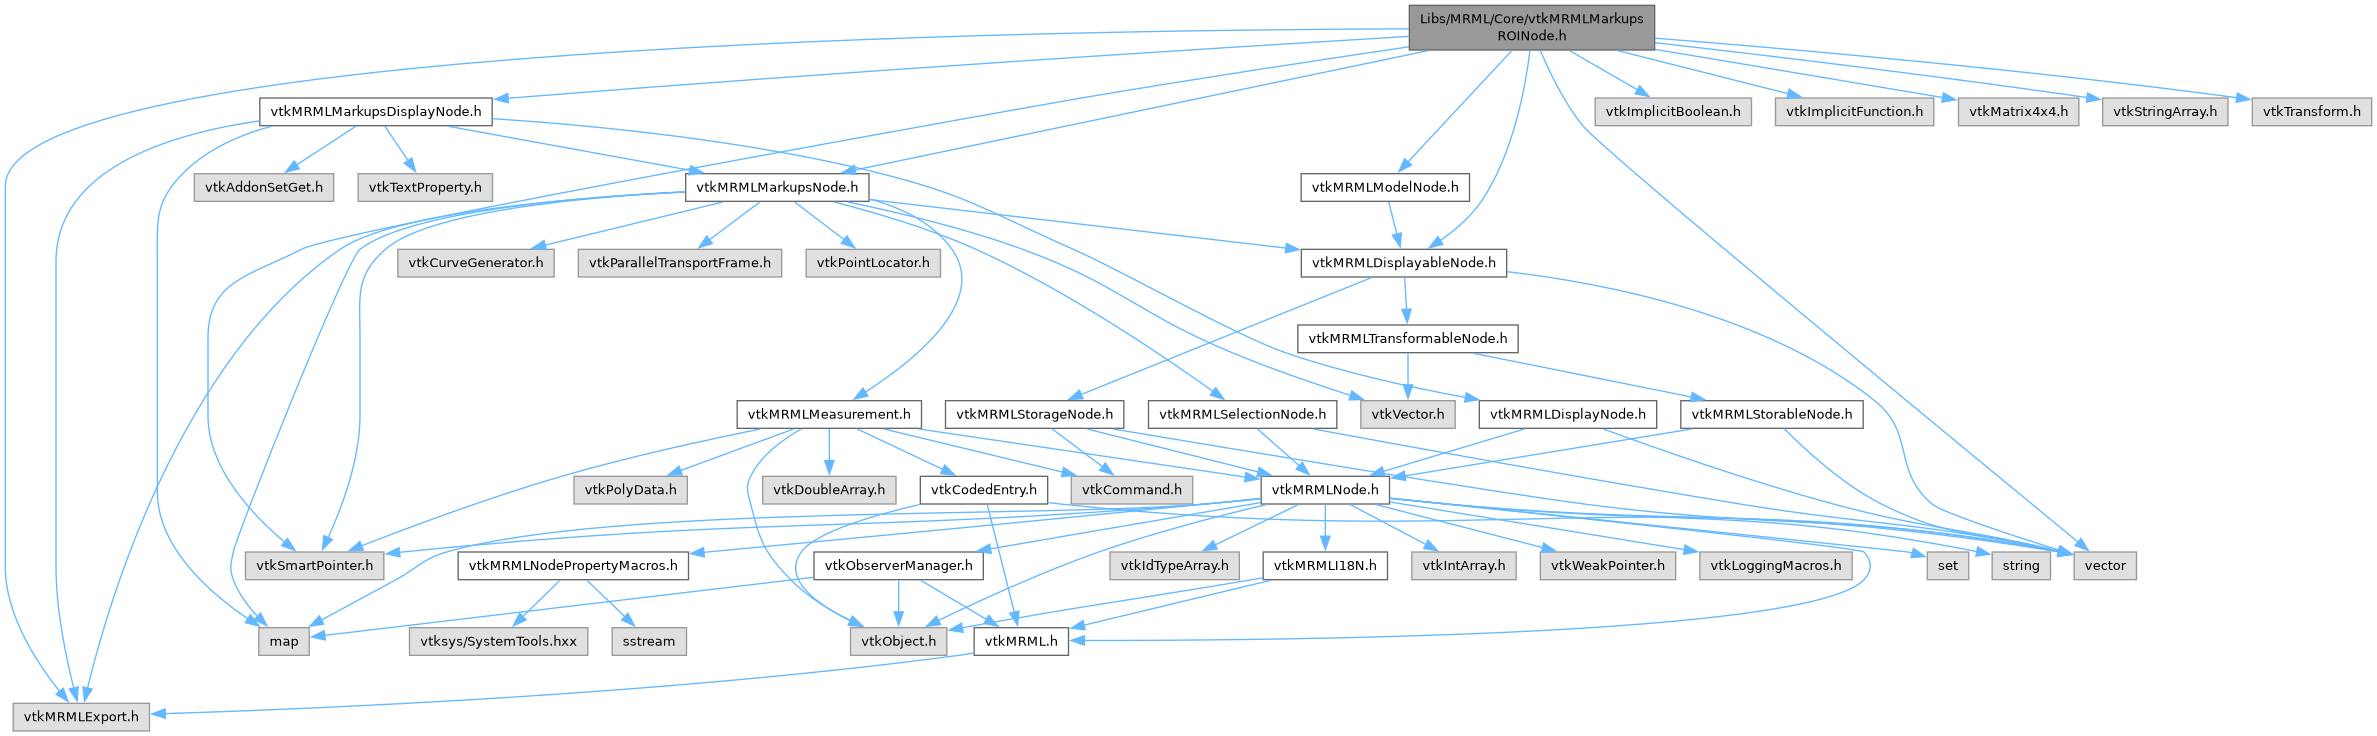 Libs/MRML/Core/vtkMRMLMarkups
ROINode.h
vtkMRMLMarkupsDisplayNode.h
vtkImplicitBoolean.h
vtkImplicitFunction.h
vtkMatrix4x4.h
vtkStringArray.h
vtkTransform.h
vtkAddonSetGet.h
vtkTextProperty.h
vtkMRMLMarkupsNode.h
vtkMRMLModelNode.h
vtkCurveGenerator.h
vtkParallelTransportFrame.h
vtkPointLocator.h
vtkMRMLDisplayableNode.h
vtkMRMLTransformableNode.h
vtkMRMLMeasurement.h
vtkMRMLStorageNode.h
vtkMRMLSelectionNode.h
vtkVector.h
vtkMRMLDisplayNode.h
vtkMRMLStorableNode.h
vtkPolyData.h
vtkDoubleArray.h
vtkCodedEntry.h
vtkCommand.h
vtkMRMLNode.h
vtkSmartPointer.h
vtkMRMLNodePropertyMacros.h
vtkObserverManager.h
vtkIdTypeArray.h
vtkMRMLI18N.h
vtkIntArray.h
vtkWeakPointer.h
vtkLoggingMacros.h
set
string
vector
map
vtksys/SystemTools.hxx
sstream
vtkObject.h
vtkMRML.h
vtkMRMLExport.h